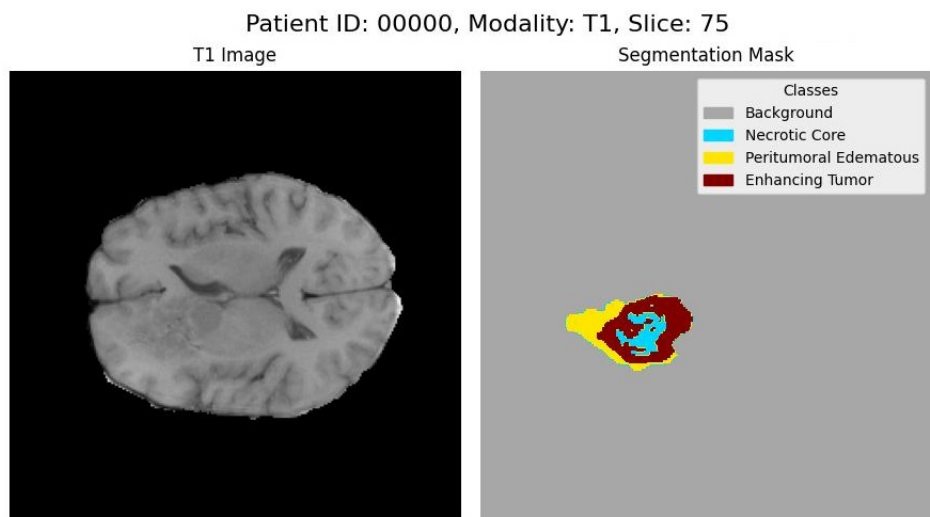 Patient ID: 00000, Modality: T1, Slice: 75
T1 Image
Segmentation Mask
Classes
Background
Necrotic Core
Peritumoral Edematous
Enhancing Tumor